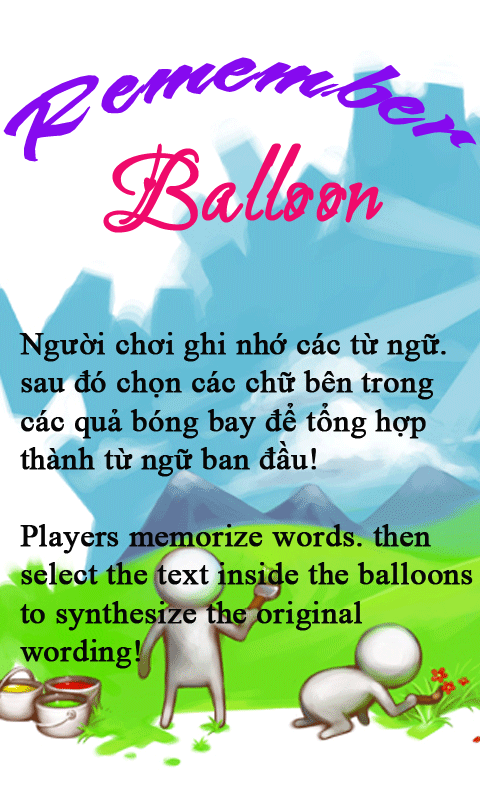 Remember
Balloon
Người chơi ghi nhớ các từ ngữ.
sau đó chọn các chữ bên trong
các quả bóng bay để tổng hợp
thành từ ngữ ban đầu!
Players memorize words. then
select the text inside the balloons
to synthesize the original
wording!